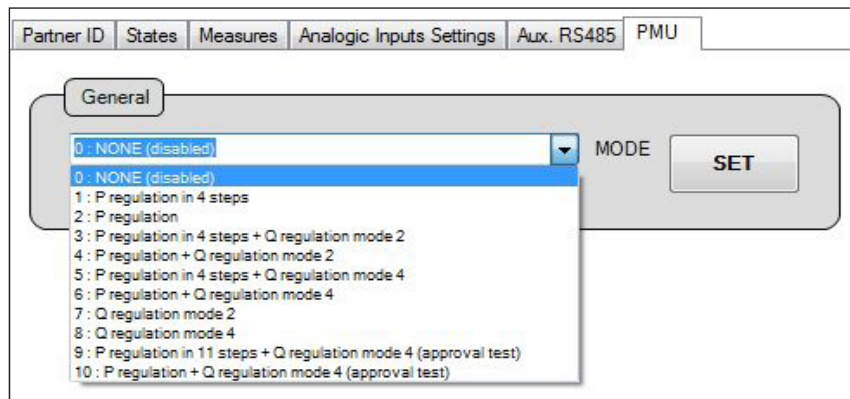 Partner ID States Measures Analogic Inputs Settings Aux. RS485 PMU
General
0 : NONE (disabled) MODE SET
0 : NONE (disabled)
1 : P regulation in 4 steps
2 : P regulation
3 : P regulation in 4 steps + Q regulation mode 2
4 : P regulation + Q regulation mode 2
5 : P regulation in 4 steps + Q regulation mode 4
6 : P regulation + Q regulation mode 4
7 : Q regulation mode 2
8 : Q regulation mode 4
9 : P regulation in 11 steps + Q regulation mode 4 (approval test)
10 : P regulation + Q regulation mode 4 (approval test)